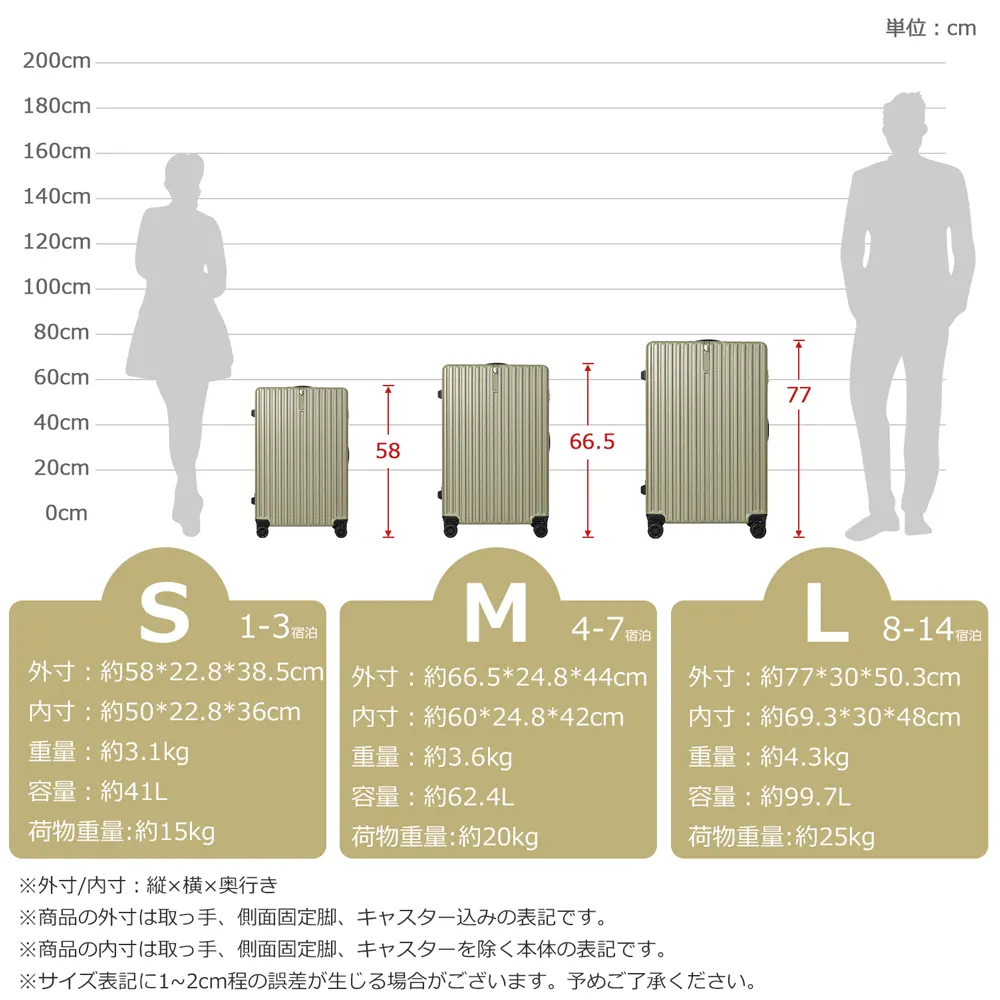 単位：cm
200cm
180cm
160cm
140cm
120cm
100cm
80cm
60cm
40cm
20cm
0cm
58
66.5
77
S 1-3宿泊
外寸：約58*22.8*38.5cm
内寸：約50*22.8*36cm
重量：約3.1kg
容量：約41L
荷物重量:約15kg
M 4-7宿泊
外寸：約66.5*24.8*44cm
内寸：約60*24.8*42cm
重量：約3.6kg
容量：約62.4L
荷物重量:約20kg
L 8-14宿泊
外寸：約77*30*50.3cm
内寸：約69.3*30*48cm
重量：約4.3kg
容量：約99.7L
荷物重量:約25kg
※外寸/内寸：縦×横×奥行き
※商品の外寸は取っ手、側面固定脚、キャスター込みの表記です。
※商品の内寸は取っ手、側面固定脚、キャスターを除く本体の表記です。
※サイズ表記に1~2cm程の誤差が生じる場合がございます。予めご了承ください。